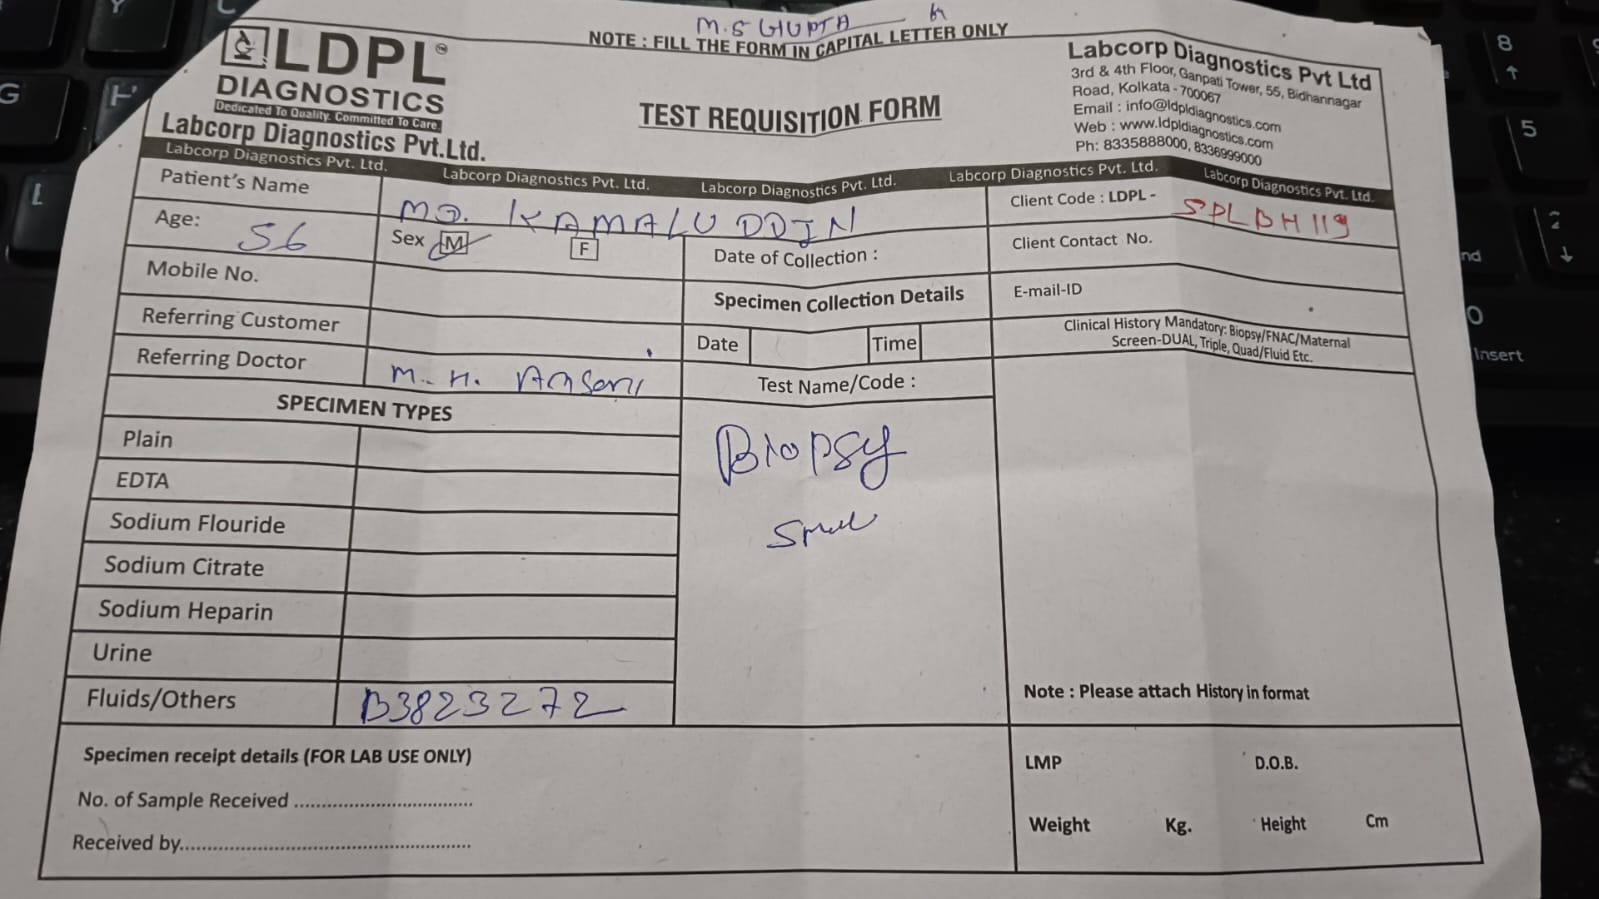 M.S GUPTA
NOTE : FILL THE FORM IN CAPITAL LETTER ONLY
LDPL
DIAGNOSTICS
Dedicated To Quality. Committed To Care.
Labcorp Diagnostics Pvt.Ltd.
TEST REQUISITION FORM
Labcorp Diagnostics Pvt Ltd
3rd & 4th Floor, Ganpati Tower, 55, Bidhannagar
Road, Kolkata - 700067
Email : info@ldpldiagnostics.com
Web : www.ldpldiagnostics.com
Ph: 8335888000, 8336999000
Labcorp Diagnostics Pvt. Ltd. Labcorp Diagnostics Pvt. Ltd. Labcorp Diagnostics Pvt. Ltd. Labcorp Diagnostics Pvt. Ltd. Labcorp Diagnostics Pvt. Ltd.
Patient's Name MD. KAMALUDDIN
Client Code : LDPL - SPLBH119
Age: 56 Sex M F
Date of Collection :
Client Contact No.
Mobile No.
Specimen Collection Details
E-mail-ID
Referring Customer
Date Time
Clinical History Mandatory: Biopsy/FNAC/Maternal
Screen-DUAL, Triple, Quad/Fluid Etc.
Referring Doctor M. H. Ansari
Test Name/Code :
SPECIMEN TYPES
Biopsy
Plain
EDTA
Sodium Flouride
Sodium Citrate
Sodium Heparin
Urine
Fluids/Others B3823272
Note : Please attach History in format
Specimen receipt details (FOR LAB USE ONLY)
No. of Sample Received ..................................
Received by.....................................................
LMP D.O.B.
Weight Kg. Height Cm
8
5
2
nd
0
Insert
G
H
L
Y
C